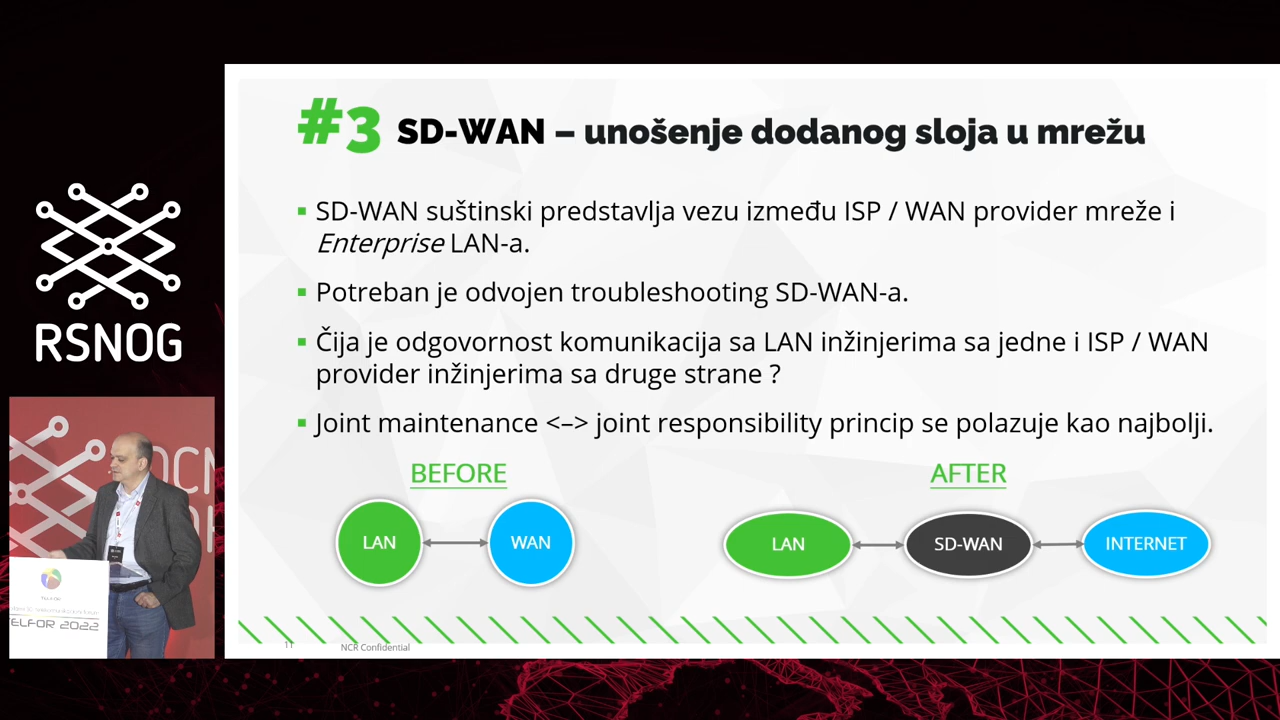 #3 SD-WAN – unošenje dodanog sloja u mrežu
SD-WAN suštinski predstavlja vezu između ISP / WAN provider mreže i
Enterprise LAN-a.
Potreban je odvojen troubleshooting SD-WAN-a.
Čija je odgovornost komunikacija sa LAN inžinjerima sa jedne i ISP / WAN
provider inžinjerima sa druge strane ?
Joint maintenance <–> joint responsibility princip se polazuje kao najbolji.
BEFORE
AFTER
LAN
WAN
LAN
SD-WAN
INTERNET
11
NCR Confidential
RSNOG
TELFOR 2022